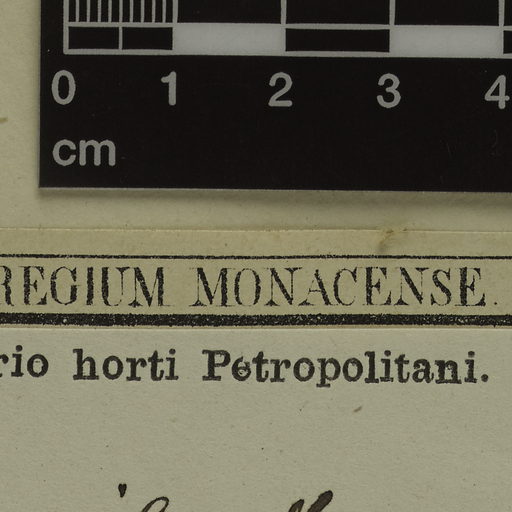 0 1 2 3 4
cm
REGIUM MONACENSE.
rio horti Petropolitani.